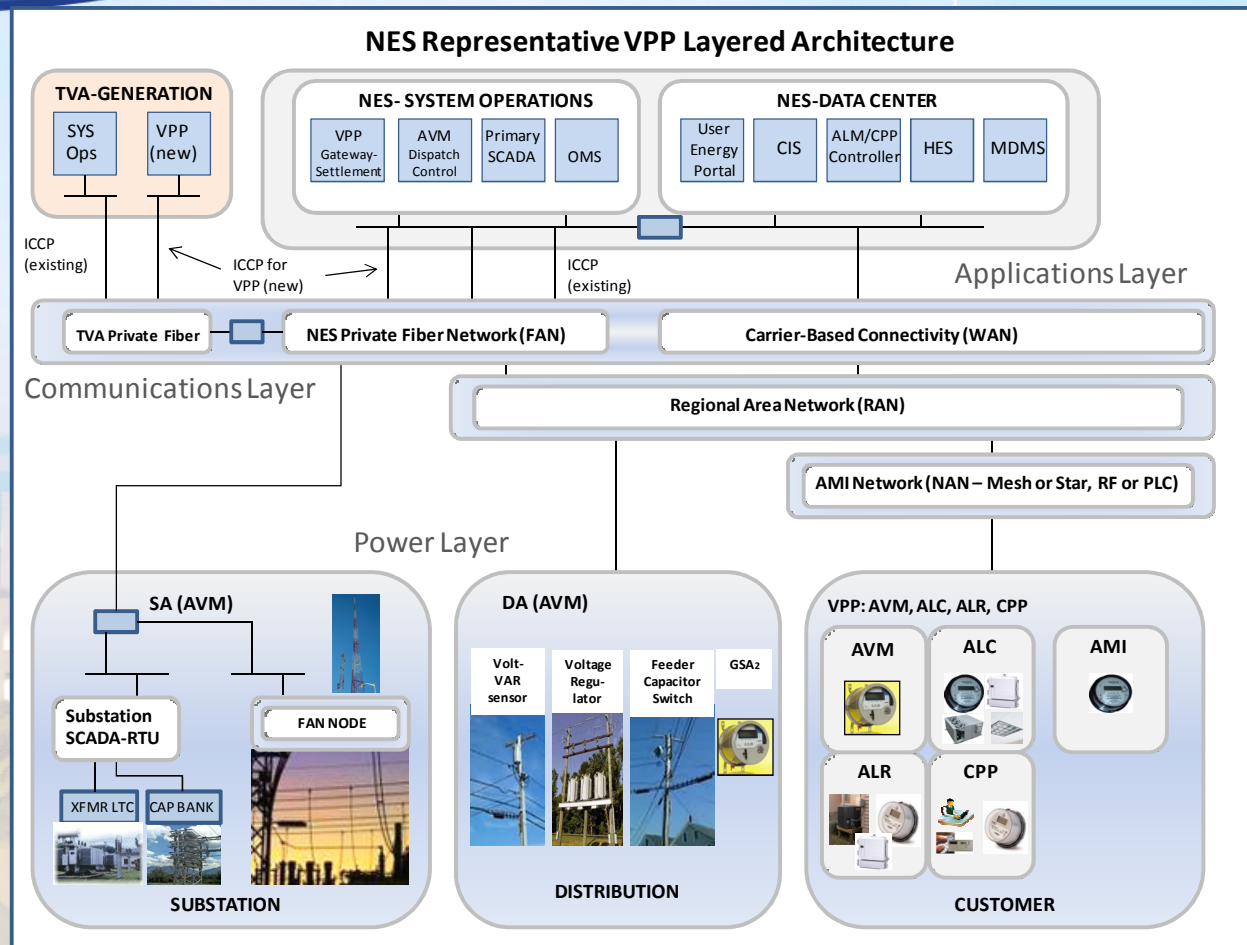 NES Representative VPP Layered Architecture
TVA-GENERATION
SYS
Ops
VPP
(new)
NES- SYSTEM OPERATIONS
VPP
Gateway-
Settlement
AVM
Dispatch
Control
Primary
SCADA
OMS
NES-DATA CENTER
User
Energy
Portal
CIS
ALM/CPP
Controller
HES
MDMS
ICCP
(existing)
ICCP for
VPP (new)
ICCP
(existing)
Applications Layer
TVA Private Fiber
NES Private Fiber Network (FAN)
Carrier-Based Connectivity (WAN)
Communications Layer
Regional Area Network (RAN)
AMI Network (NAN – Mesh or Star, RF or PLC)
Power Layer
SA (AVM)
Substation
SCADA-RTU
FAN NODE
XFMR LTC
CAP BANK
SUBSTATION
DA (AVM)
Volt-
VAR
sensor
Voltage
Regu-
lator
Feeder
Capacitor
Switch
GSA2
DISTRIBUTION
VPP: AVM, ALC, ALR, CPP
AVM
ALC
AMI
ALR
CPP
CUSTOMER